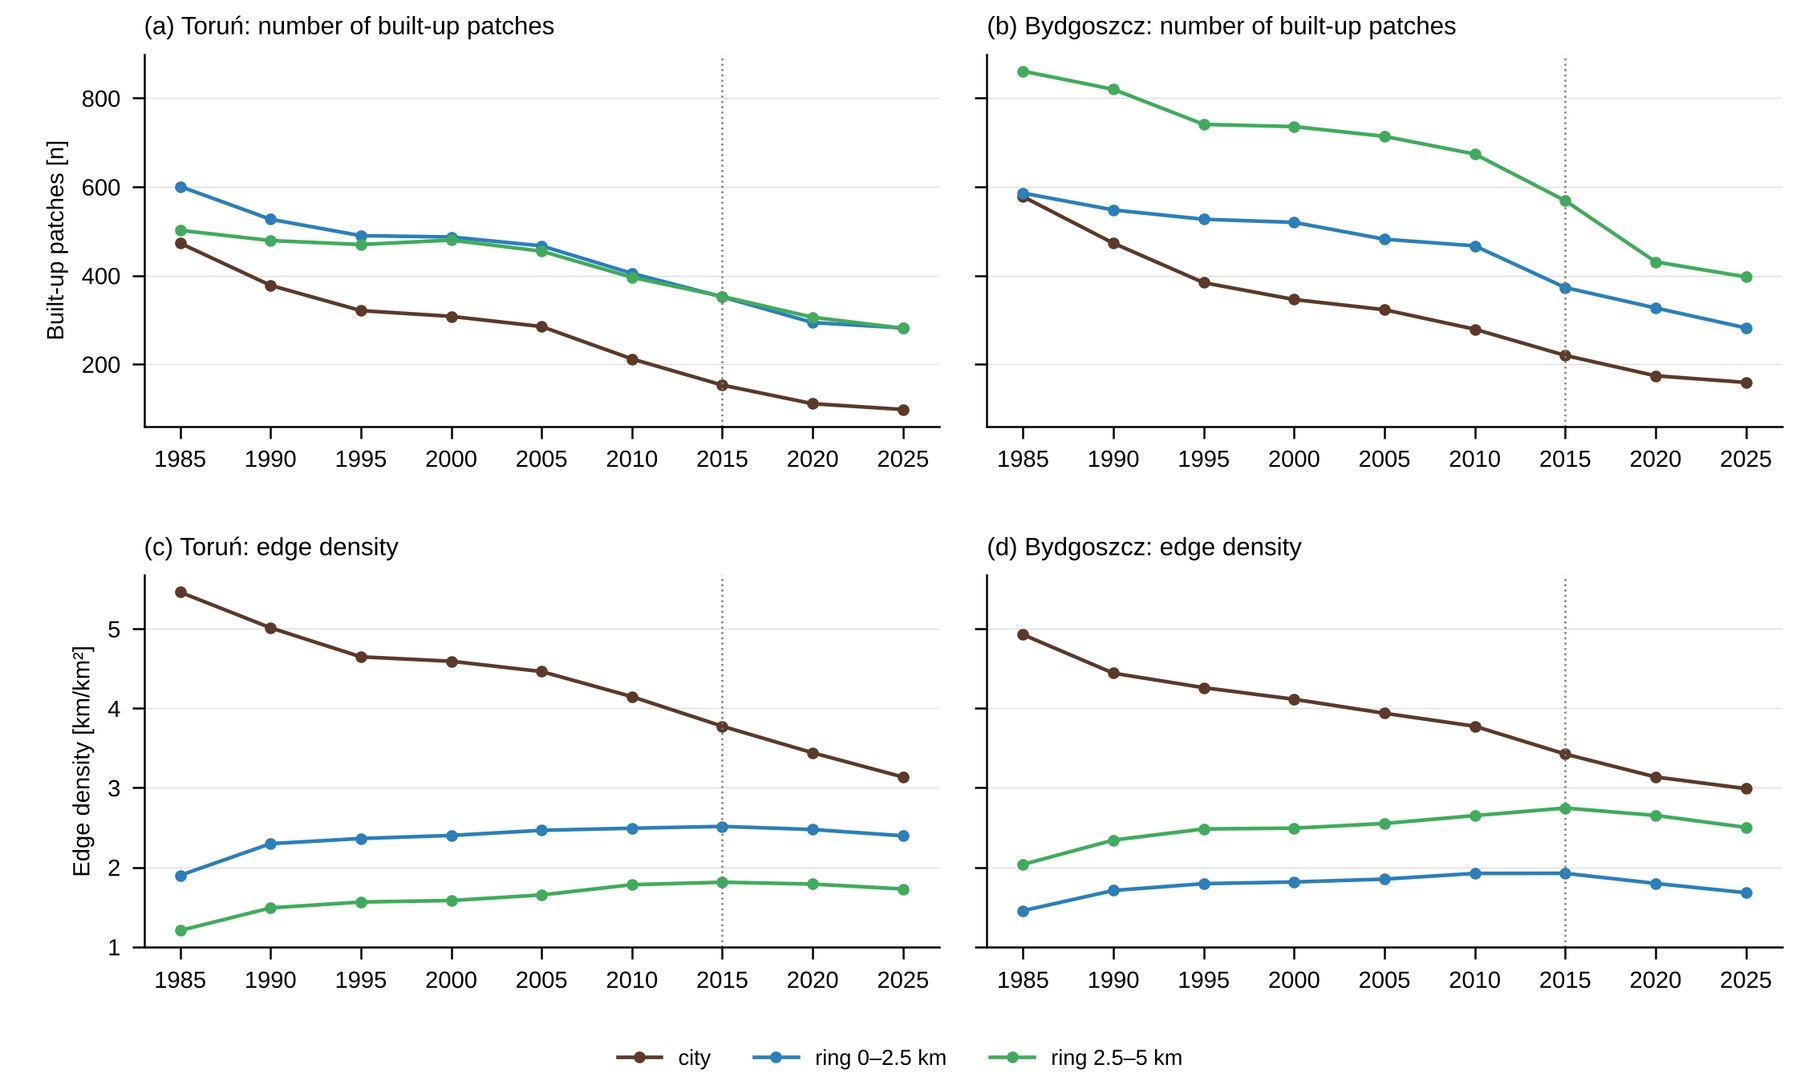 (a) Toruń: number of built-up patches
(b) Bydgoszcz: number of built-up patches
Built-up patches [n]
800
600
400
200
1985 1990 1995 2000 2005 2010 2015 2020 2025
1985 1990 1995 2000 2005 2010 2015 2020 2025
(c) Toruń: edge density
(d) Bydgoszcz: edge density
Edge density [km/km²]
5
4
3
2
1
1985 1990 1995 2000 2005 2010 2015 2020 2025
1985 1990 1995 2000 2005 2010 2015 2020 2025
city ring 0–2.5 km ring 2.5–5 km